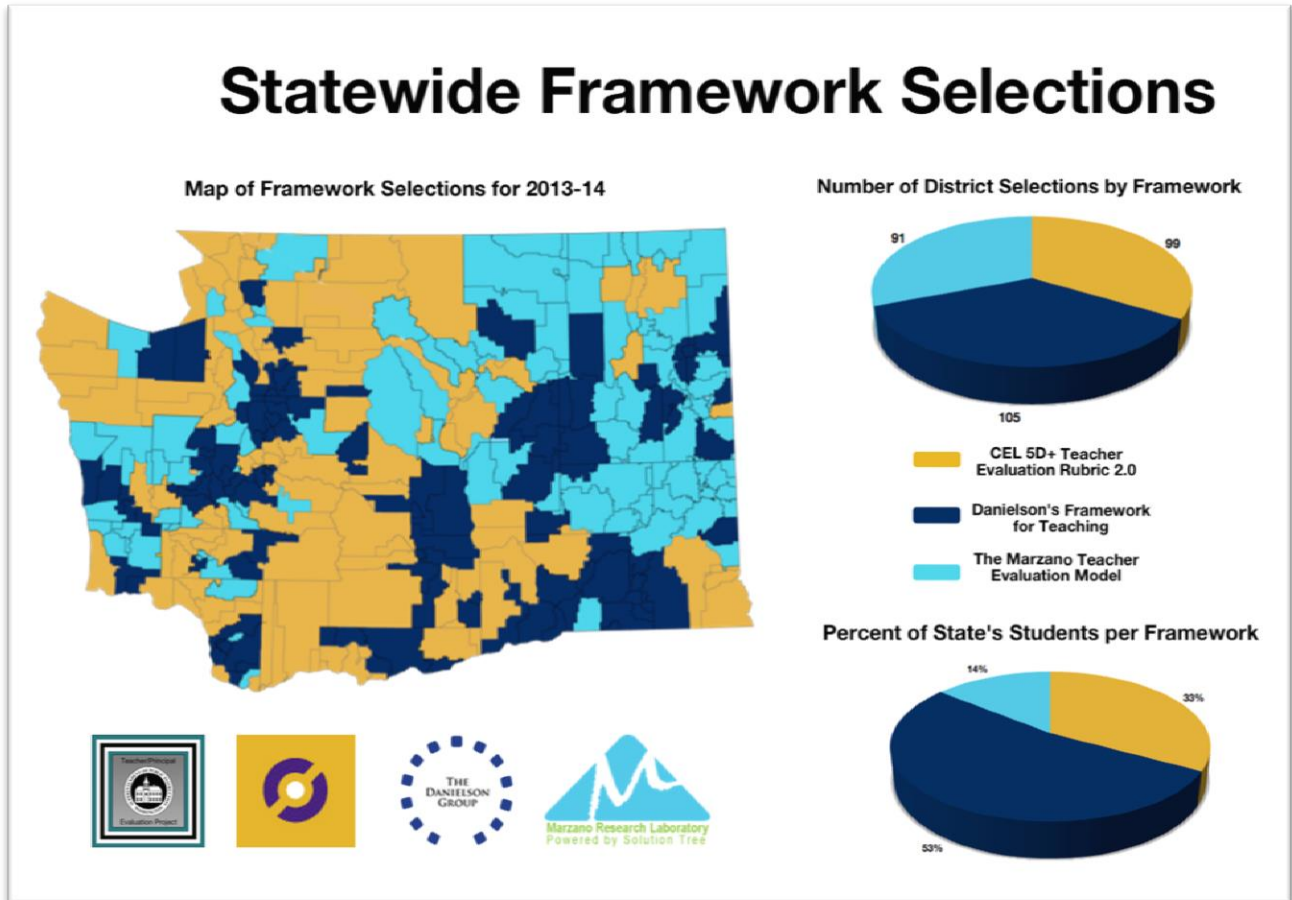 Statewide Framework Selections
Map of Framework Selections for 2013-14
Number of District Selections by Framework
91
99
105
CEL 5D+ Teacher
Evaluation Rubric 2.0
Danielson's Framework
for Teaching
The Marzano Teacher
Evaluation Model
Percent of State's Students per Framework
14%
33%
53%
Teacher/Principal
Evaluation Project
THE
DANIELSON
GROUP
Marzano Research Laboratory
Powered by Solution Tree